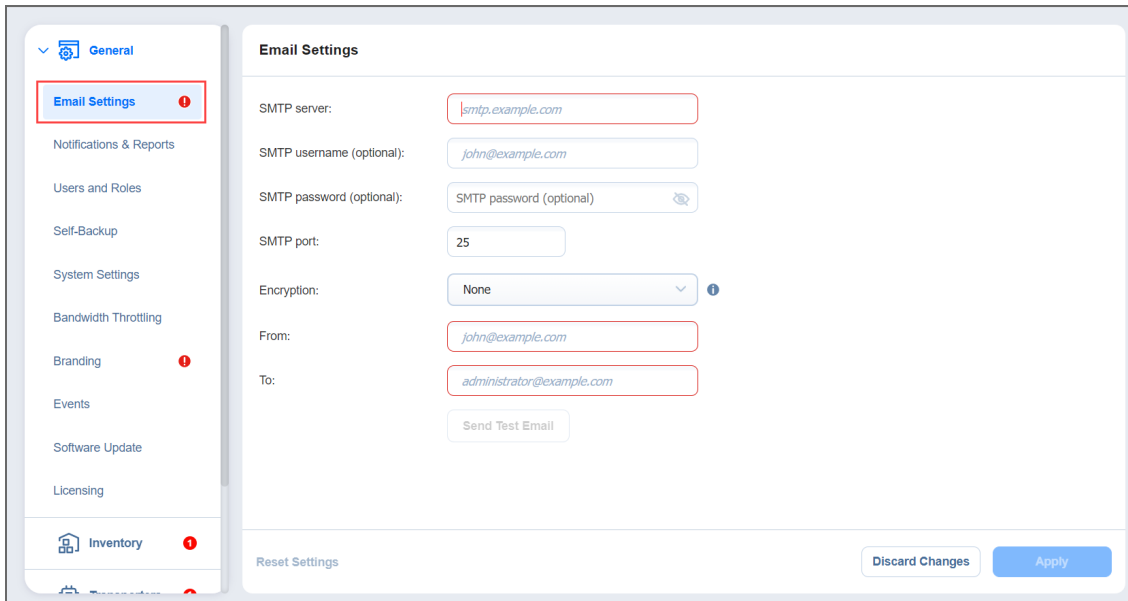 General
Email Settings
Notifications & Reports
Users and Roles
Self-Backup
System Settings
Bandwidth Throttling
Branding
Events
Software Update
Licensing
Inventory 1
Transporters
Email Settings
SMTP server: smtp.example.com
SMTP username (optional): john@example.com
SMTP password (optional): SMTP password (optional)
SMTP port: 25
Encryption: None
From: john@example.com
To: administrator@example.com
Send Test Email
Reset Settings Discard Changes Apply